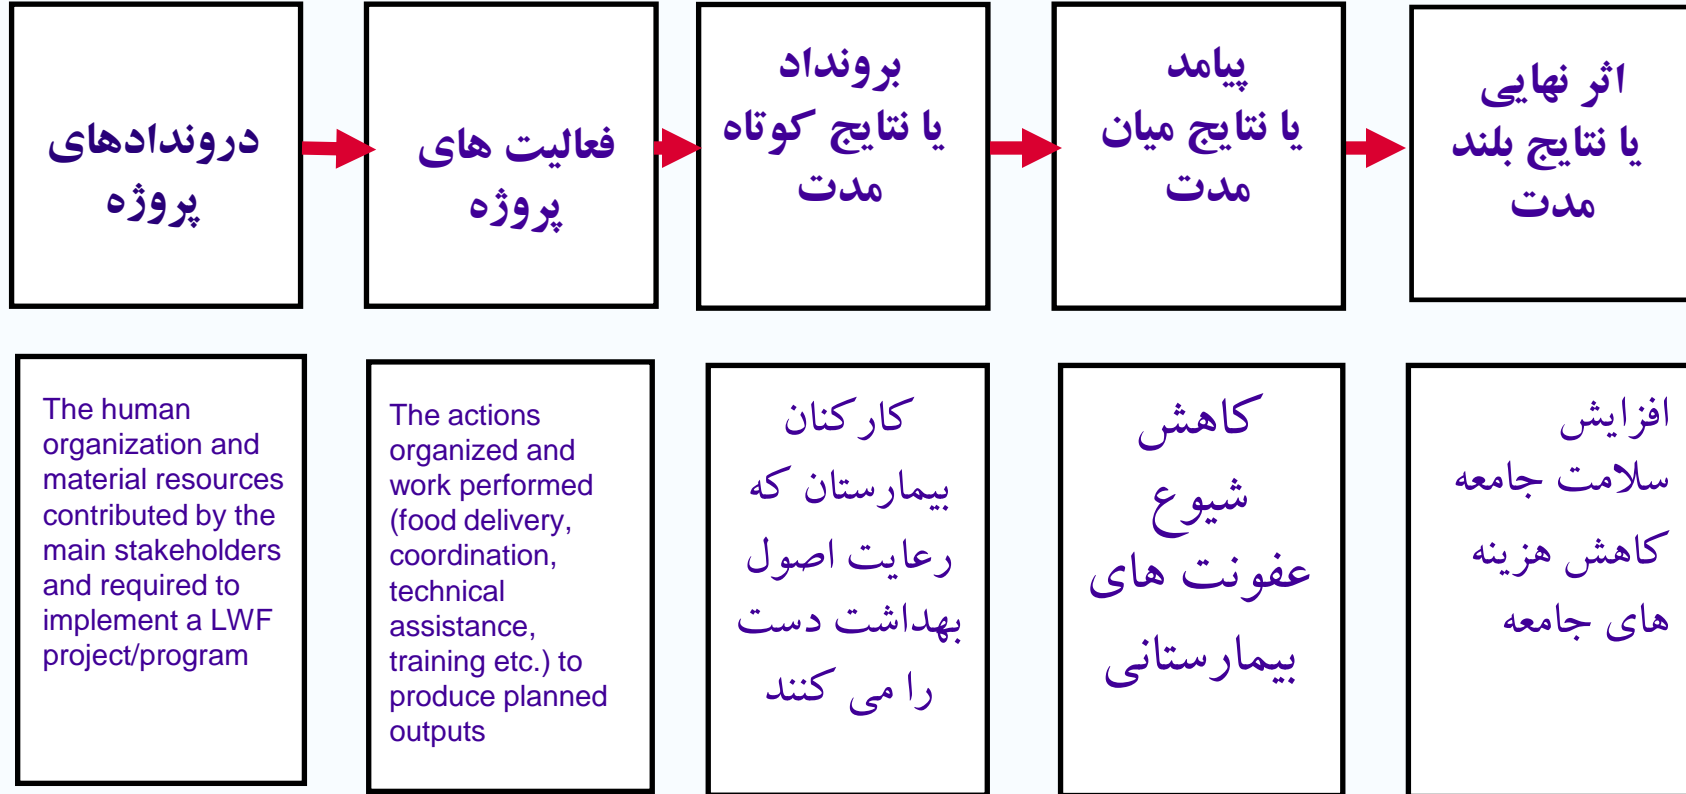 دروندادهای
پروژه
فعالیت های
پروژه
برونداد
یا نتایج کوتاه
مدت
پیامد
یا نتایج میان
مدت
اثر نهایی
یا نتایج بلند
مدت
The human
organization and
material resources
contributed by the
main stakeholders
and required to
implement a LWF
project/program
The actions
organized and
work performed
(food delivery,
coordination,
technical
assistance,
training etc.) to
produce planned
outputs
کارکنان
بیمارستان که
رعایت اصول
بهداشت دست
را می کنند
کاهش
شیوع
عفونت های
بیمارستانی
افزایش
سلامت جامعه
کاهش هزینه
های جامعه